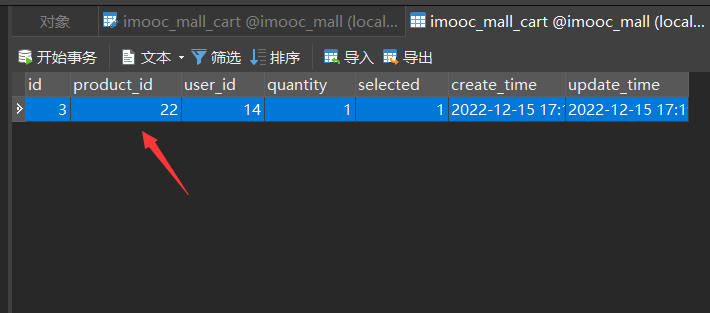 对象 imooc_mall_cart @imooc_mall (local... imooc_mall_cart @imooc_mall (local...
开始事务 文本 筛选 排序 导入 导出
id product_id user_id quantity selected create_time update_time
3 22 14 1 1 2022-12-15 17:1 2022-12-15 17:1